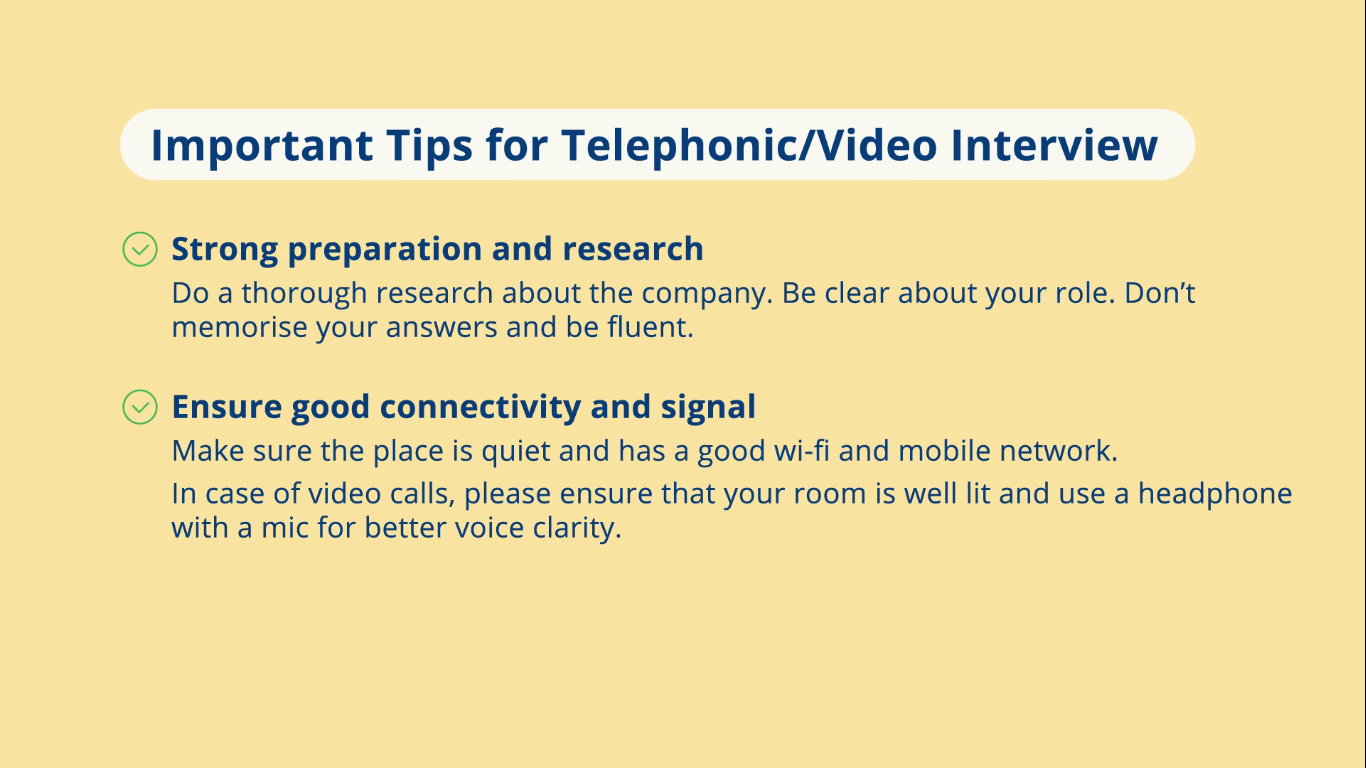 Important Tips for Telephonic/Video Interview
Strong preparation and research
Do a thorough research about the company. Be clear about your role. Don’t
memorise your answers and be fluent.
Ensure good connectivity and signal
Make sure the place is quiet and has a good wi-fi and mobile network.
In case of video calls, please ensure that your room is well lit and use a headphone
with a mic for better voice clarity.